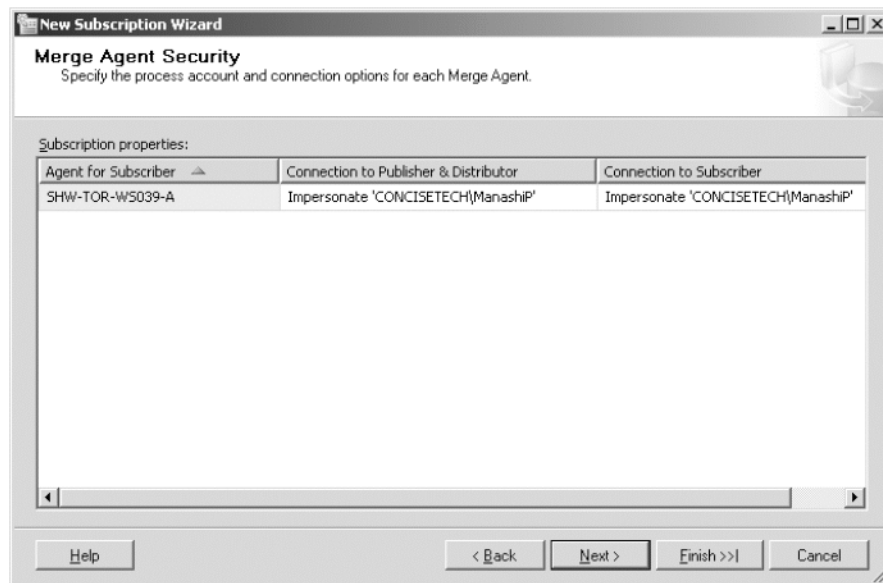 New Subscription Wizard
Merge Agent Security
Specify the process account and connection options for each Merge Agent.
Subscription properties:
Agent for Subscriber Connection to Publisher & Distributor Connection to Subscriber
SHW-TOR-WS039-A Impersonate 'CONCISETECH\ManashiP' Impersonate 'CONCISETECH\ManashiP'
Help < Back Next > Finish >>| Cancel